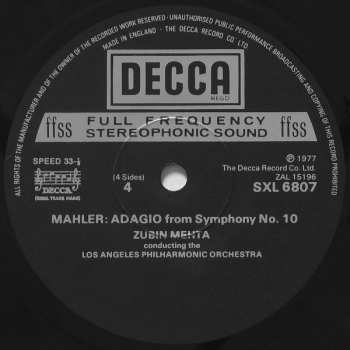 ALL RIGHTS OF THE MANUFACTURER AND OF THE OWNER OF THE RECORDED WORK RESERVED · UNAUTHORISED PUBLIC PERFORMANCE BROADCASTING AND COPYING OF THIS RECORD PROHIBITED
MADE IN ENGLAND · THE DECCA RECORD CO. LTD.
DECCA
REGD
ffss FULL FREQUENCY ffss
STEREOPHONIC SOUND
SPEED 33-⅓
(4 Sides)
4
℗ 1977
The Decca Record Co. Ltd.
ZAL 15196
SXL 6807
DECCA
MAHLER: ADAGIO from Symphony No. 10
ZUBIN MEHTA
conducting the
LOS ANGELES PHILHARMONIC ORCHESTRA